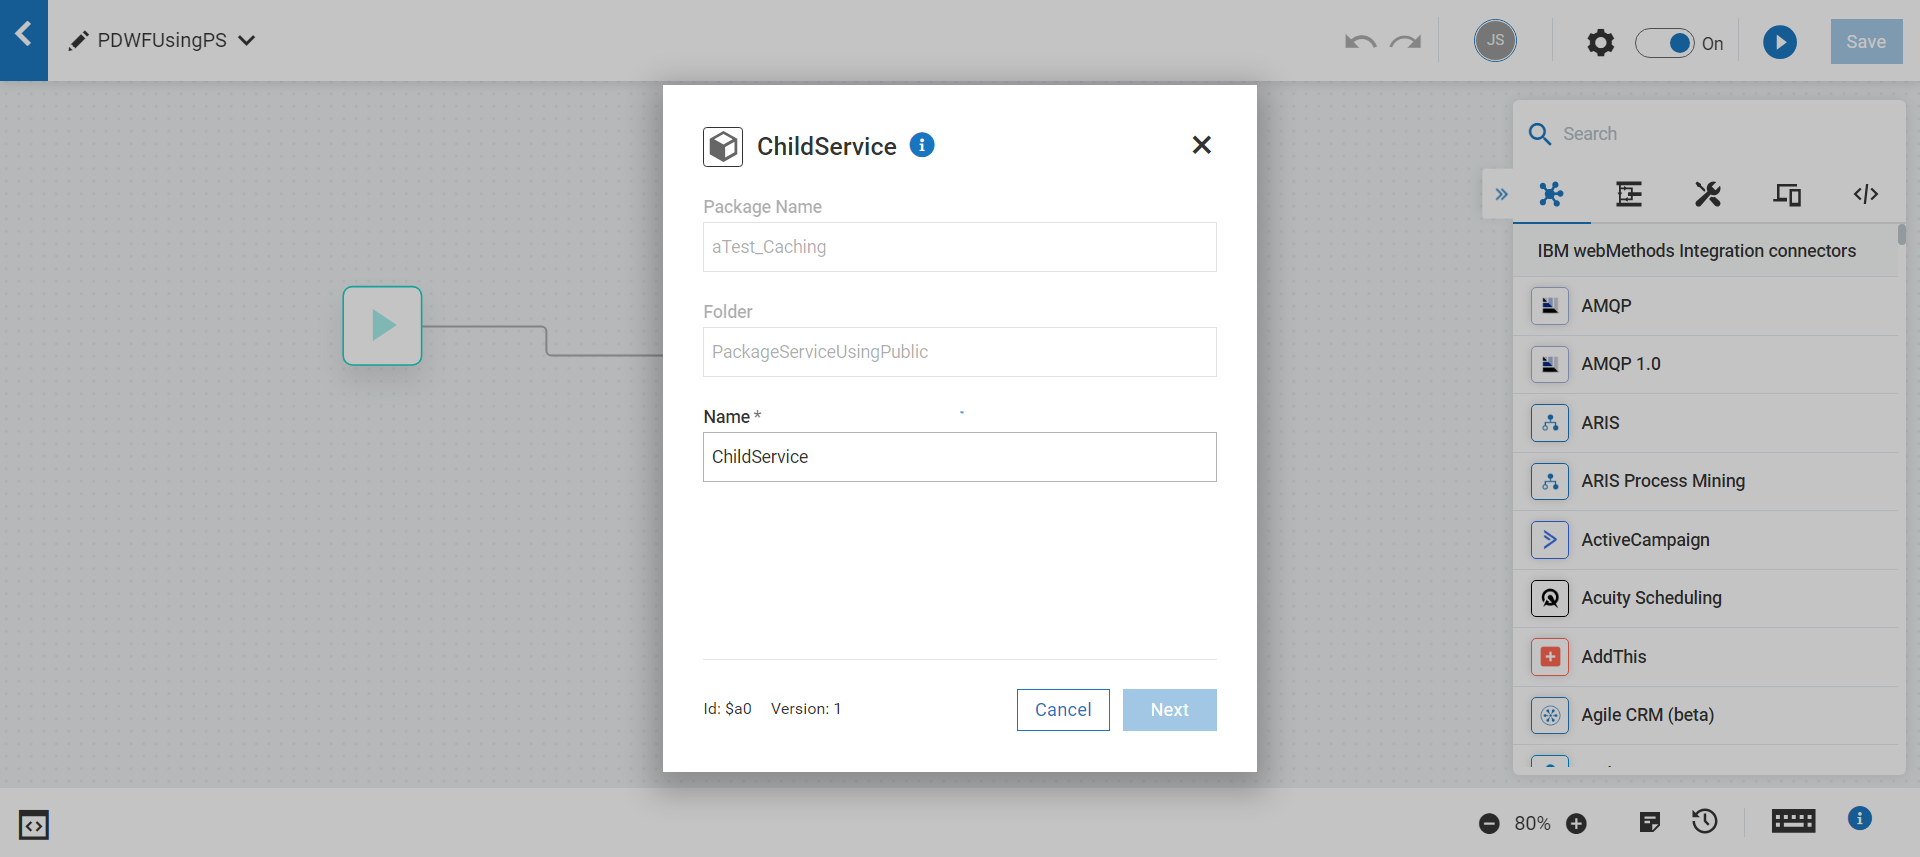 PDWFUsingPS
JS
On
Save
ChildService
Package Name
aTest_Caching
Folder
PackageServiceUsingPublic
Name *
ChildService
Id: $a0 Version: 1
Cancel
Next
Search
IBM webMethods Integration connectors
AMQP
AMQP 1.0
ARIS
ARIS Process Mining
ActiveCampaign
Acuity Scheduling
AddThis
Agile CRM (beta)
80%